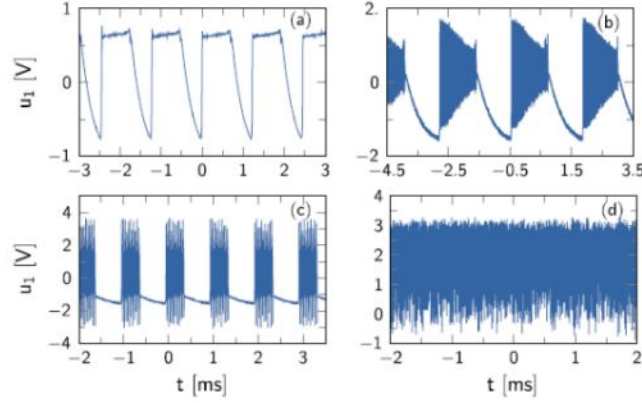 1 (a) 2. (b)
u₁ [V] 0 0
−1 −2
−3 −2 −1 0 1 2 3 −4.5 −2.5 −0.5 1.5 3.5
4 (c) 4 (d)
2 3
u₁ [V] 0 2
−2 1
−4 0
−1
−2 −1 0 1 2 3 −2 −1 0 1 2
t [ms] t [ms]